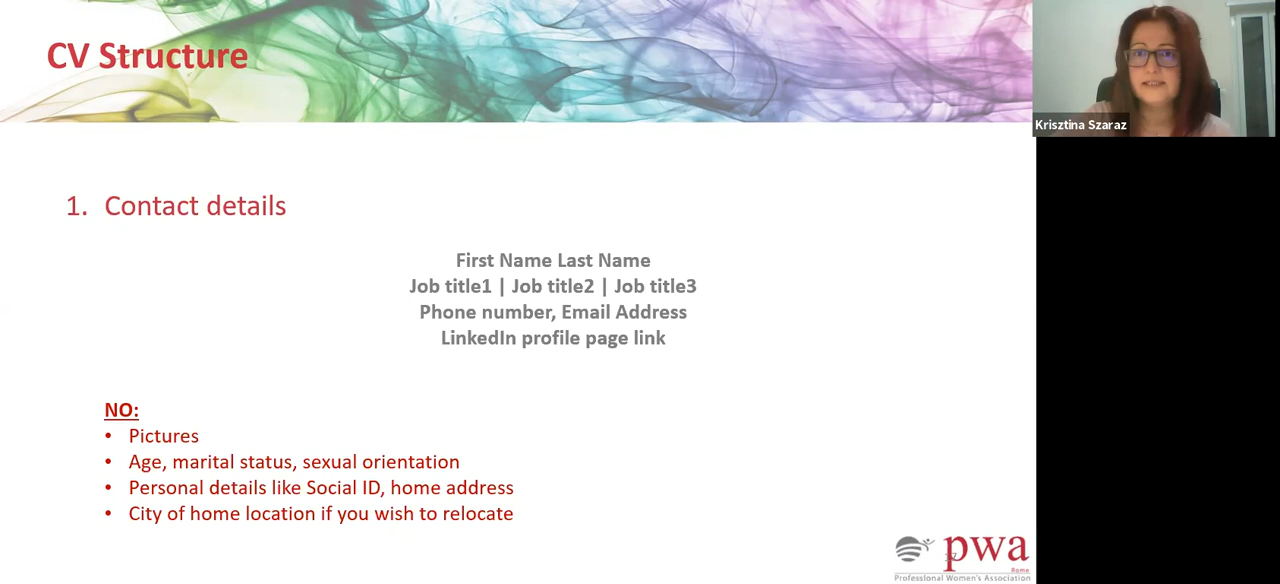 CV Structure
Krisztina Szaraz
1. Contact details
First Name Last Name
Job title1 | Job title2 | Job title3
Phone number, Email Address
LinkedIn profile page link
NO:
• Pictures
• Age, marital status, sexual orientation
• Personal details like Social ID, home address
• City of home location if you wish to relocate
pwa
Rome
Professional Women's Association